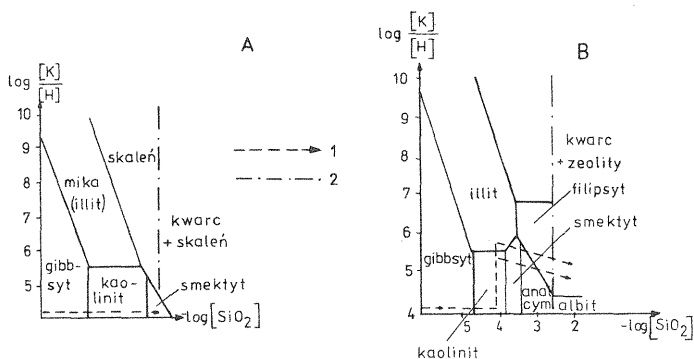 A
log [K]/[H]
10
9
8
7
6
5
skaleń
mika
(illit)
gibb-
syt
kao-
linit
kwarc
+ skaleń
smektyt
-log[SiO2]
1
2
B
log [K]/[H]
10
9
8
7
6
5
4
kwarc
+ zeolity
illit
filipsyt
smektyt
gibbsyt
anal
cym
albit
5 4 3 2
-log[SiO2]
kaolinit